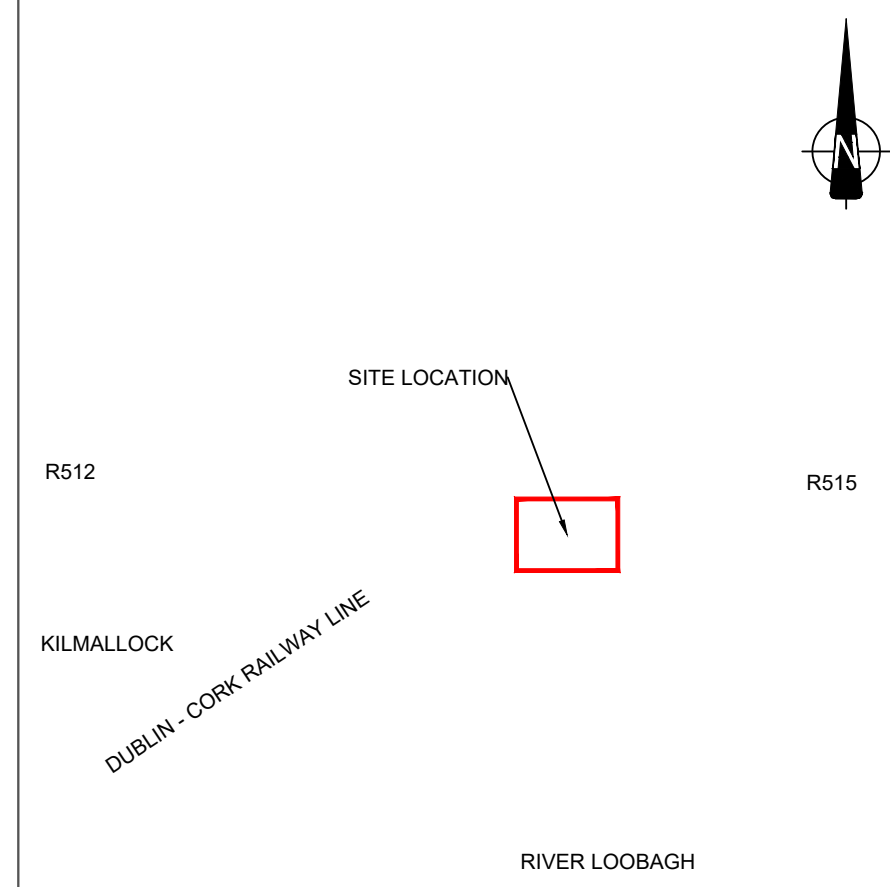 N
SITE LOCATION
R512
R515
KILMALLOCK
DUBLIN - CORK RAILWAY LINE
RIVER LOOBAGH